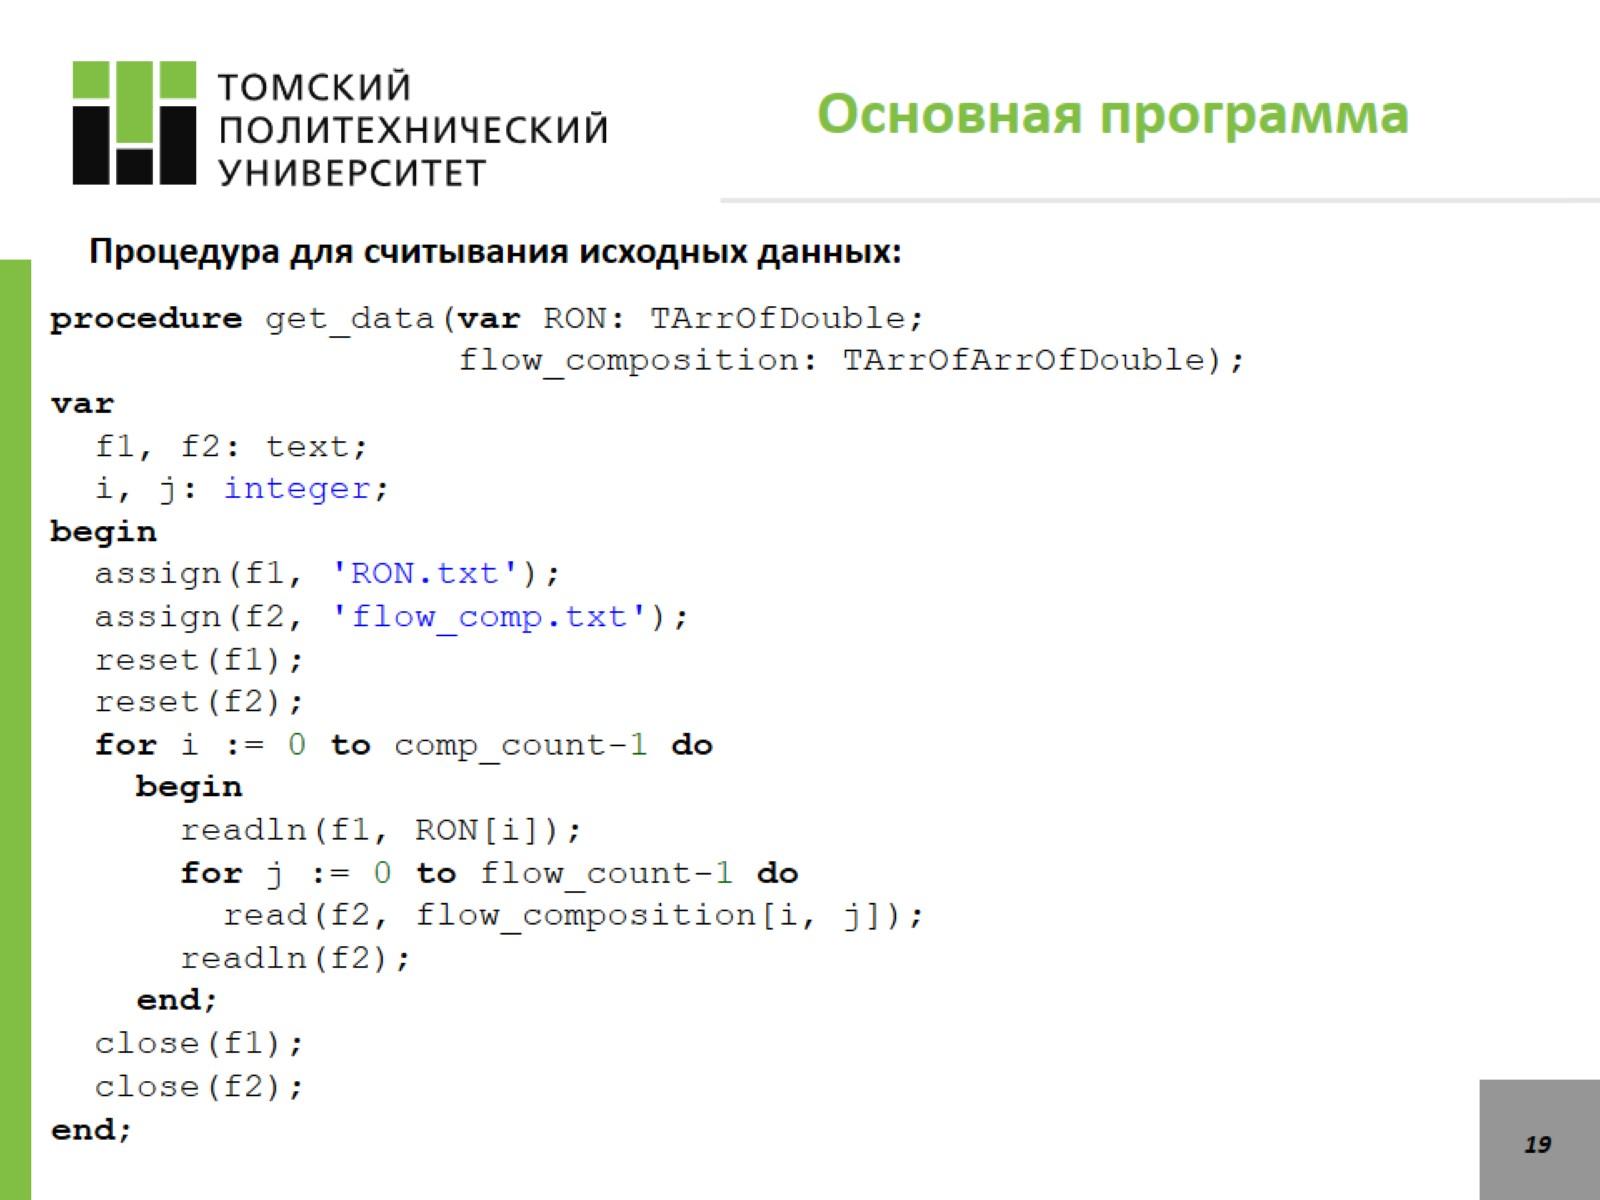 ТОМСКИЙ
ПОЛИТЕХНИЧЕСКИЙ
УНИВЕРСИТЕТ
Основная программа
Процедура для считывания исходных данных:
procedure get_data(var RON: TArrOfDouble;
                   flow_composition: TArrOfArrOfDouble);
var
  f1, f2: text;
  i, j: integer;
begin
  assign(f1, 'RON.txt');
  assign(f2, 'flow_comp.txt');
  reset(f1);
  reset(f2);
  for i := 0 to comp_count-1 do
    begin
      readln(f1, RON[i]);
      for j := 0 to flow_count-1 do
        read(f2, flow_composition[i, j]);
      readln(f2);
    end;
  close(f1);
  close(f2);
end;
19